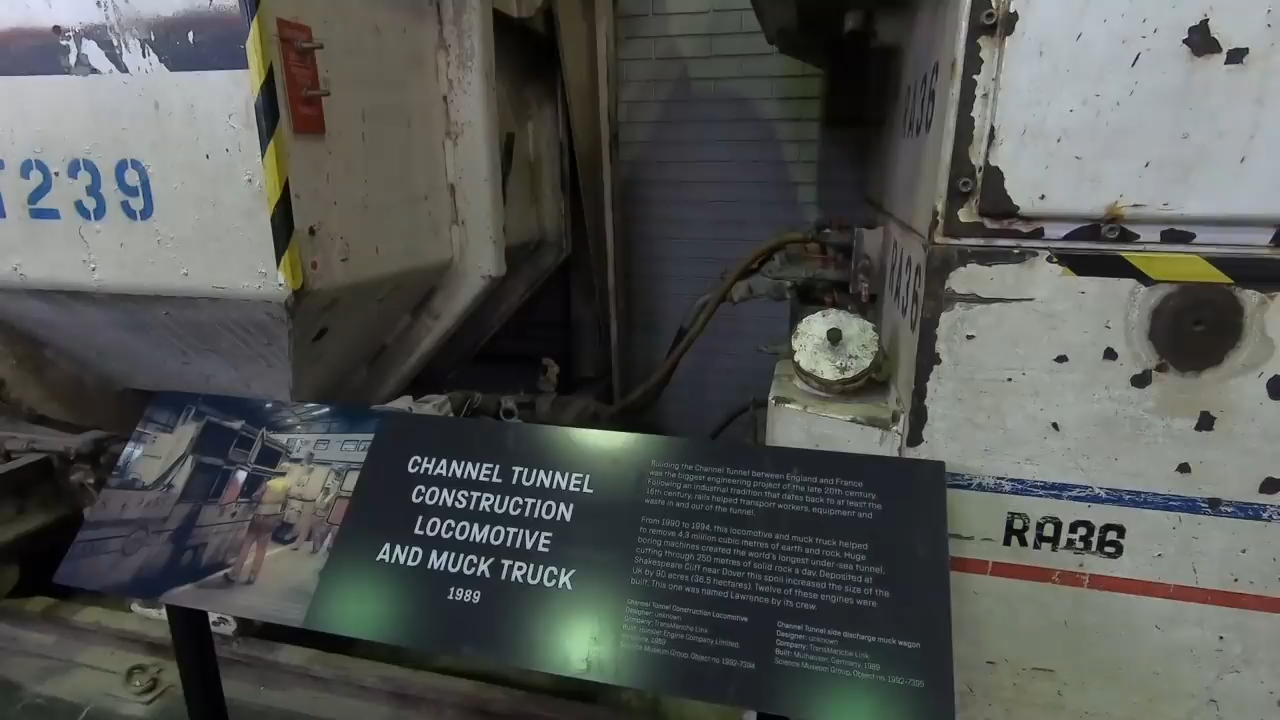 239
RA36
RA36
RA36
CHANNEL TUNNEL
CONSTRUCTION
LOCOMOTIVE
AND MUCK TRUCK
1989
Building the Channel Tunnel between England and France
was the biggest engineering project of the late 20th century.
Following an industrial tradition that dates back to at least the
16th century, rails helped transport workers, equipment and
waste in and out of the tunnel.
From 1990 to 1994, this locomotive and muck truck helped
to remove 4.3 million cubic metres of earth and rock. Huge
boring machines created the world's longest under-sea tunnel,
cutting through 250 metres of solid rock a day. Deposited at
Shakespeare Cliff near Dover this spoil increased the size of the
UK by 90 acres (36.5 hectares). Twelve of these engines were
built. This one was named Lawrence by its crew.
Channel Tunnel Construction Locomotive
Designer: unknown
Company: TransManche Link
Built: Hunslet Engine Company Limited,
1989
Science Museum Group. Object no. 1992-7394
Channel Tunnel side discharge muck wagon
Designer: unknown
Company: TransManche Link
Built: Mulhauser, Germany, 1989
Science Museum Group. Object no. 1992-7395